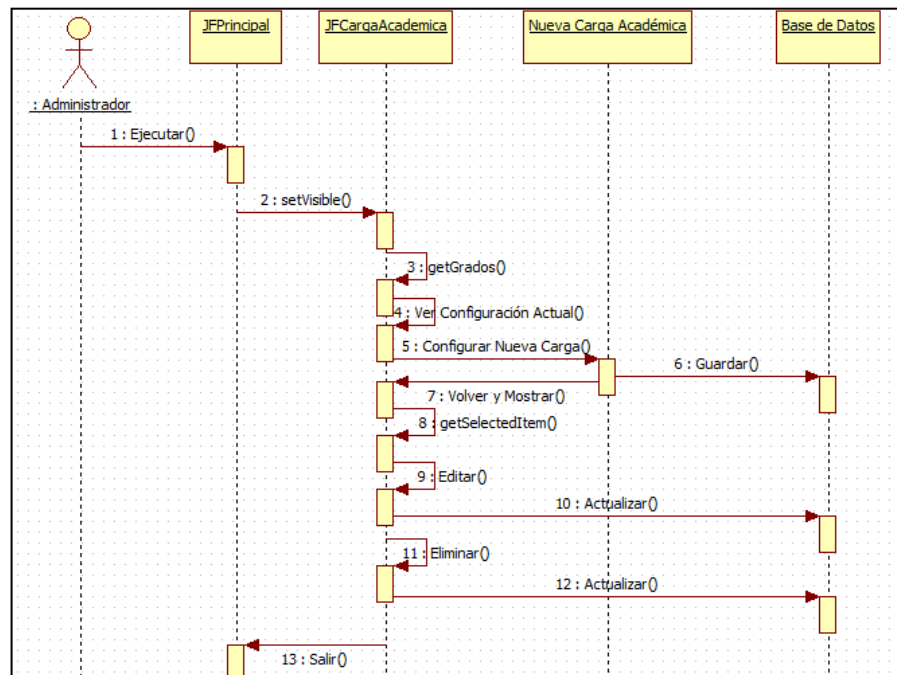 JFPrincipal
JFCargaAcademica
Nueva Carga Académica
Base de Datos
: Administrador
1 : Ejecutar()
2 : setVisible()
3 : getGrados()
4 : Ver Configuración Actual()
5 : Configurar Nueva Carga()
6 : Guardar()
7 : Volver y Mostrar()
8 : getSelectedItem()
9 : Editar()
10 : Actualizar()
11 : Eliminar()
12 : Actualizar()
13 : Salir()